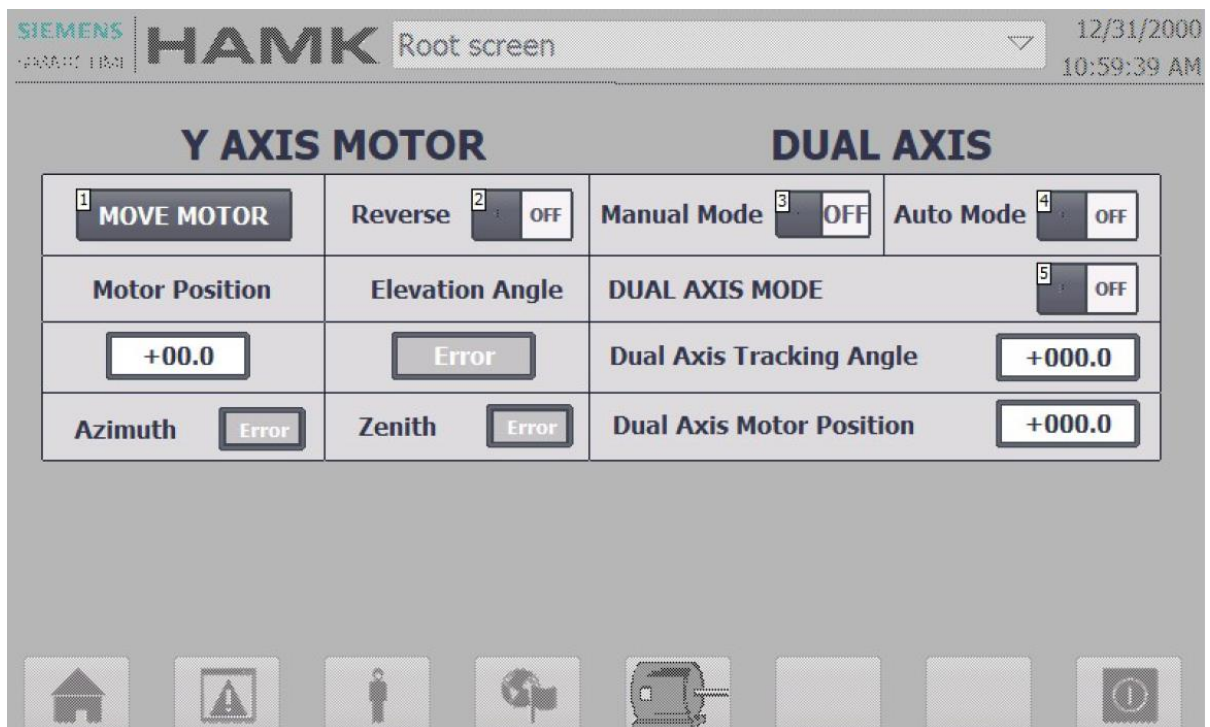 SIEMENS
HAMK
Root screen
12/31/2000
10:59:39 AM
Y AXIS MOTOR
DUAL AXIS
1 MOVE MOTOR
Reverse 2 OFF
Manual Mode 3 OFF
Auto Mode 4 OFF
Motor Position
Elevation Angle
DUAL AXIS MODE 5 OFF
+00.0
Error
Dual Axis Tracking Angle +000.0
Azimuth Error
Zenith Error
Dual Axis Motor Position +000.0